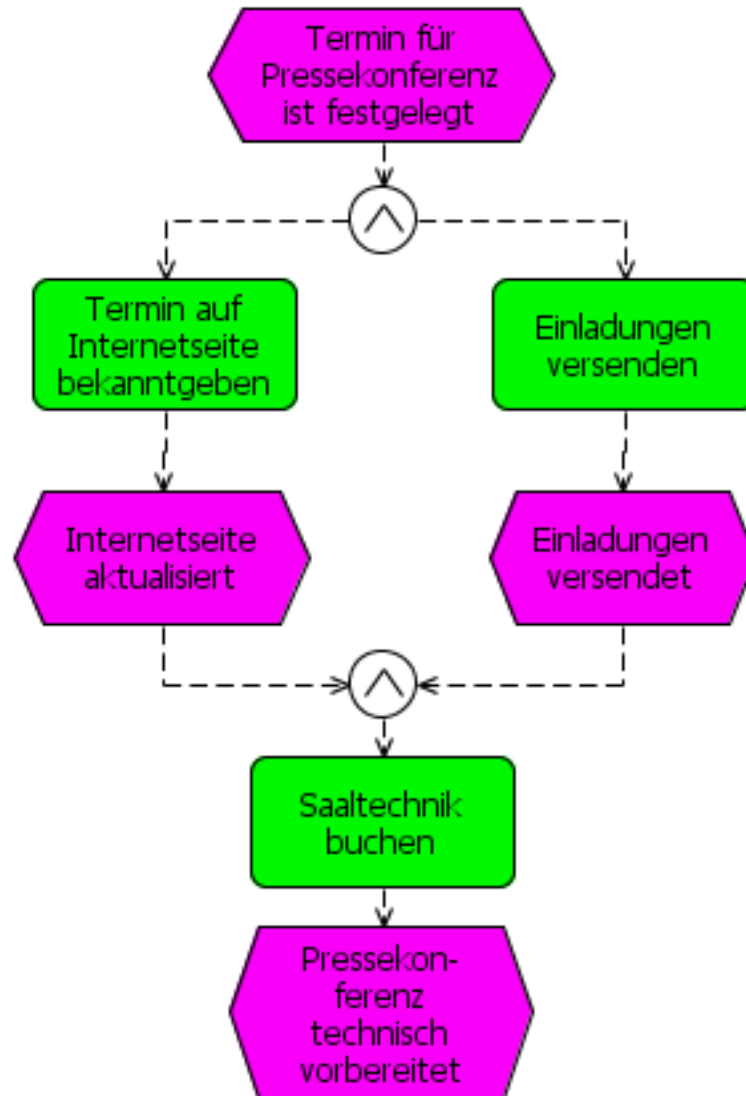 Termin für
Pressekonferenz
ist festgelegt
Termin auf
Internetseite
bekanntgeben
Einladungen
versenden
Internetseite
aktualisiert
Einladungen
versendet
Saaltechnik
buchen
Pressekon-
ferenz
technisch
vorbereitet